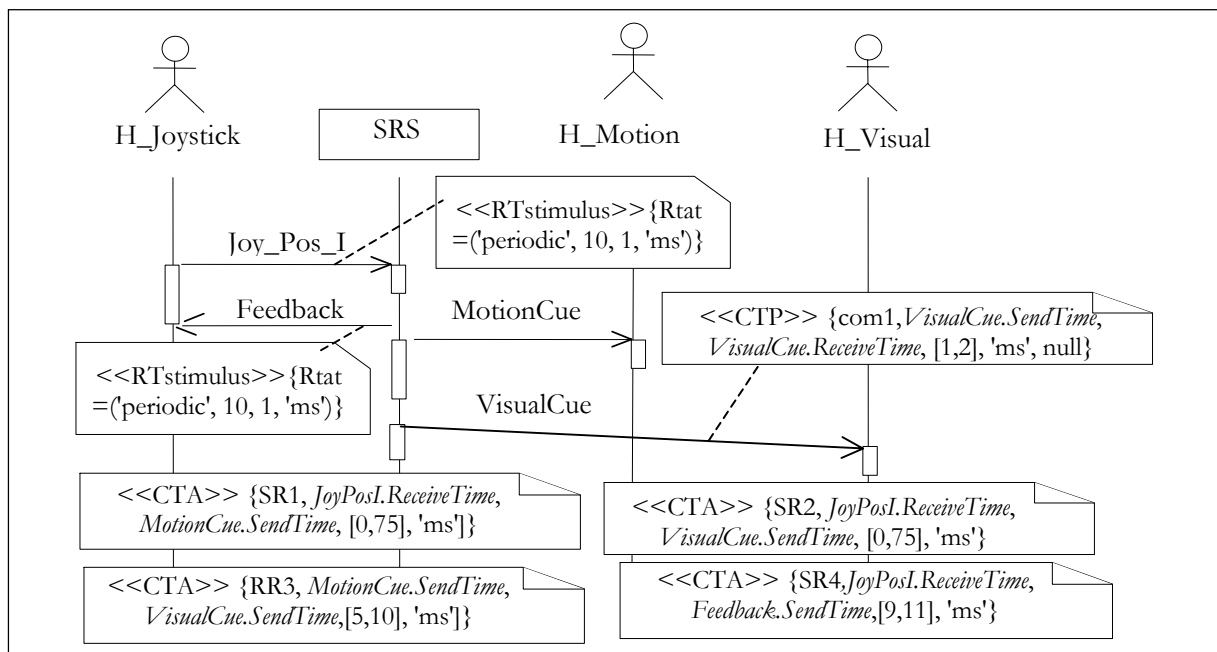 H_Joystick
SRS
H_Motion
H_Visual
<<RTstimulus>>{Rtat
=('periodic', 10, 1, 'ms')}
Joy_Pos_I
Feedback
MotionCue
<<CTP>> {com1,VisualCue.SendTime,
VisualCue.ReceiveTime, [1,2], 'ms', null}
<<RTstimulus>>{Rtat
=('periodic', 10, 1, 'ms')}
VisualCue
<<CTA>> {SR1, JoyPosI.ReceiveTime,
MotionCue.SendTime, [0,75], 'ms']}
<<CTA>> {SR2, JoyPosI.ReceiveTime,
VisualCue.SendTime, [0,75], 'ms'}
<<CTA>> {RR3, MotionCue.SendTime,
VisualCue.SendTime,[5,10], 'ms']}
<<CTA>> {SR4,JoyPosI.ReceiveTime,
Feedback.SendTime,[9,11], 'ms'}